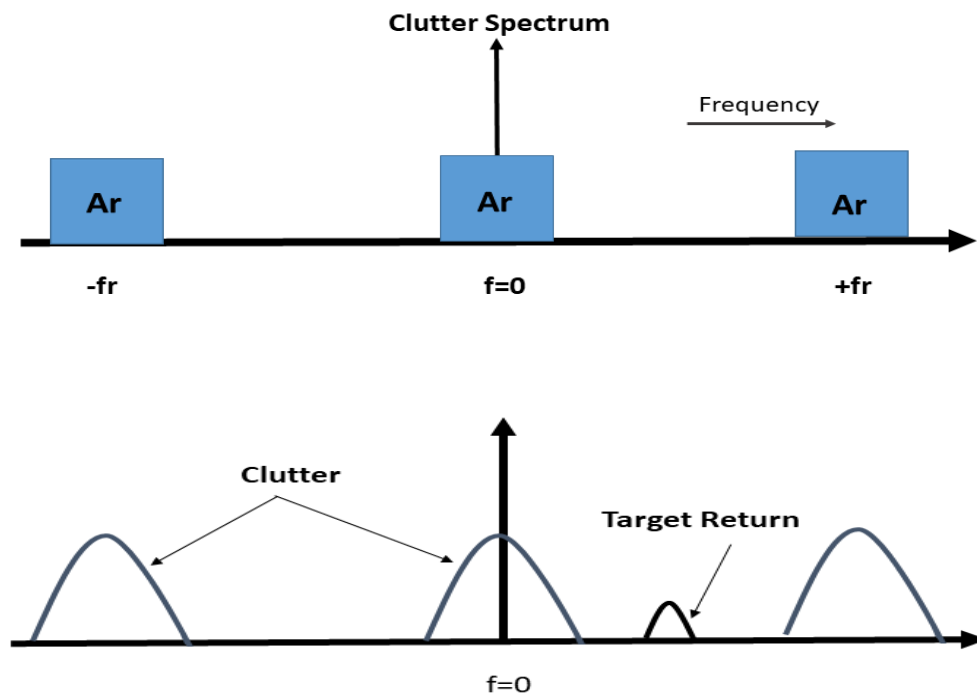 Clutter Spectrum
Frequency
Ar
Ar
Ar
-fr
f=0
+fr
Clutter
Target Return
f=0